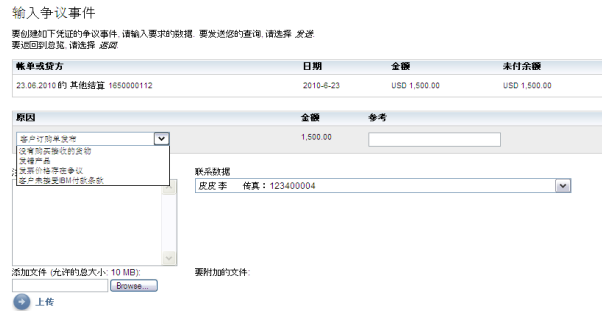 输入争议事件
要创建如下凭证的争议事件, 请输入要求的数据. 要发送您的查询, 请选择 发送.
要返回到总览, 请选择 返回.
帐单或贷方 日期 金额 未付余额
23.06.2010 的 其他结算 1650000112 2010-6-23 USD 1,500.00 USD 1,500.00
原因 金额 参考
客户订购单发布 1,500.00
没有购买接收的货物
发错产品
发票价格存在争议
客户未接受IBM付款条款
联系数据
皮皮 李 传真：123400004
添加文件 (允许的总大小: 10 MB): 要附加的文件:
Browse...
上传